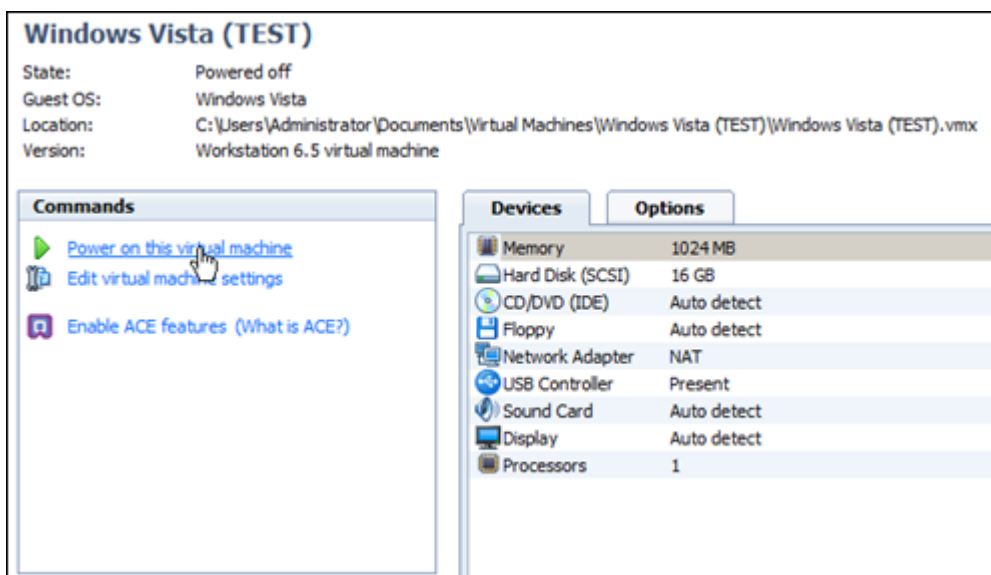 Windows Vista (TEST)
State: Powered off
Guest OS: Windows Vista
Location: C:\Users\Administrator\Documents\Virtual Machines\Windows Vista (TEST)\Windows Vista (TEST).vmx
Version: Workstation 6.5 virtual machine
Commands
Power on this virtual machine
Edit virtual machine settings
Enable ACE features (What is ACE?)
Devices Options
Memory 1024 MB
Hard Disk (SCSI) 16 GB
CD/DVD (IDE) Auto detect
Floppy Auto detect
Network Adapter NAT
USB Controller Present
Sound Card Auto detect
Display Auto detect
Processors 1